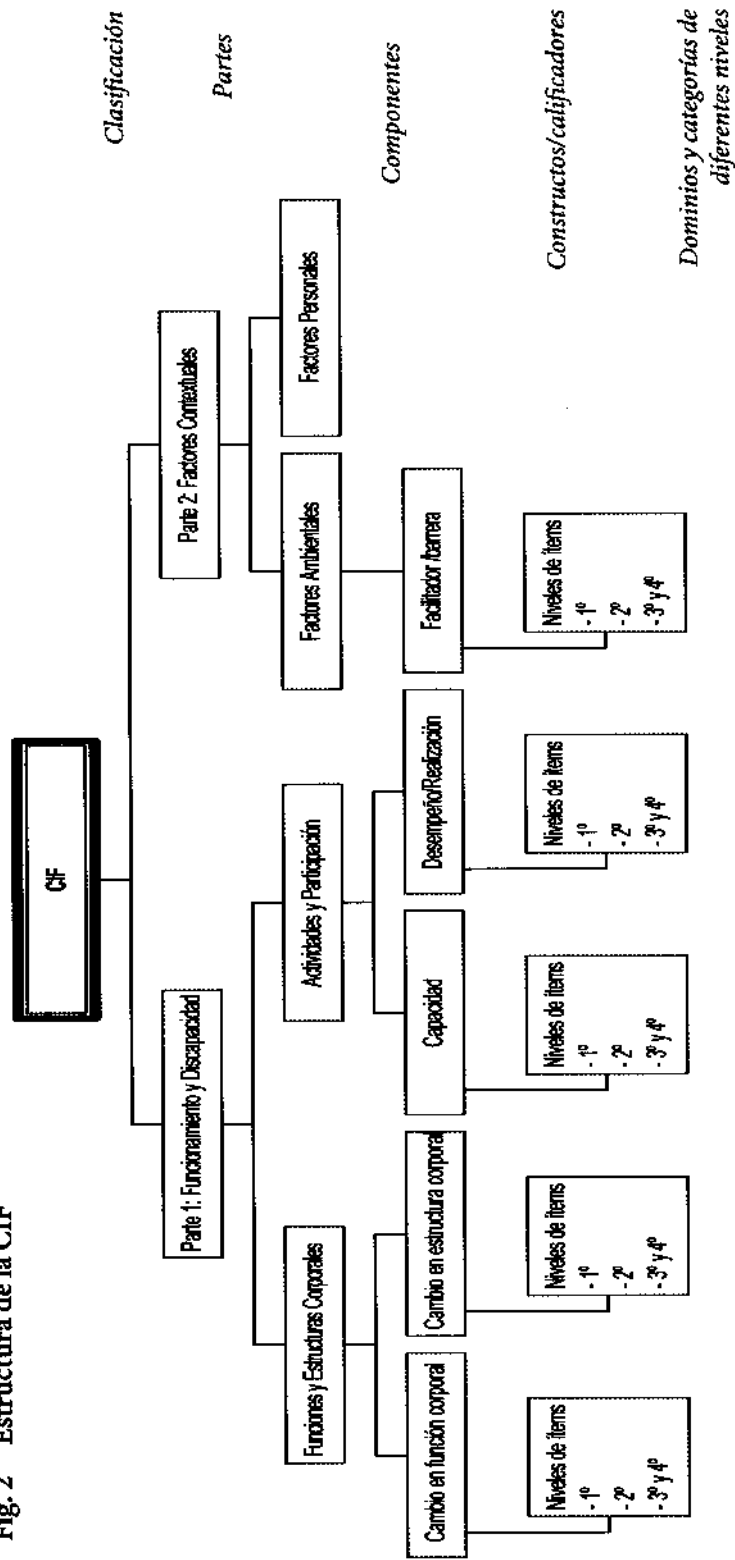 Fig. 2 Estructura de la CIF
CIF
Clasificación
Parte 1: Funcionamiento y Discapacidad
Parte 2: Factores Contextuales
Partes
Funciones y Estructuras Corporales
Actividades y Participación
Factores Ambientales
Factores Personales
Componentes
Cambio en función corporal
Cambio en estructura corporal
Capacidad
Desempeño/Realización
Facilitador /barrera
Constructos/calificadores
Niveles de ítems
- 1º
- 2º
- 3º y 4º
Niveles de ítems
- 1º
- 2º
- 3º y 4º
Niveles de ítems
- 1º
- 2º
- 3º y 4º
Niveles de ítems
- 1º
- 2º
- 3º y 4º
Niveles de ítems
- 1º
- 2º
- 3º y 4º
Dominios y categorías de
diferentes niveles